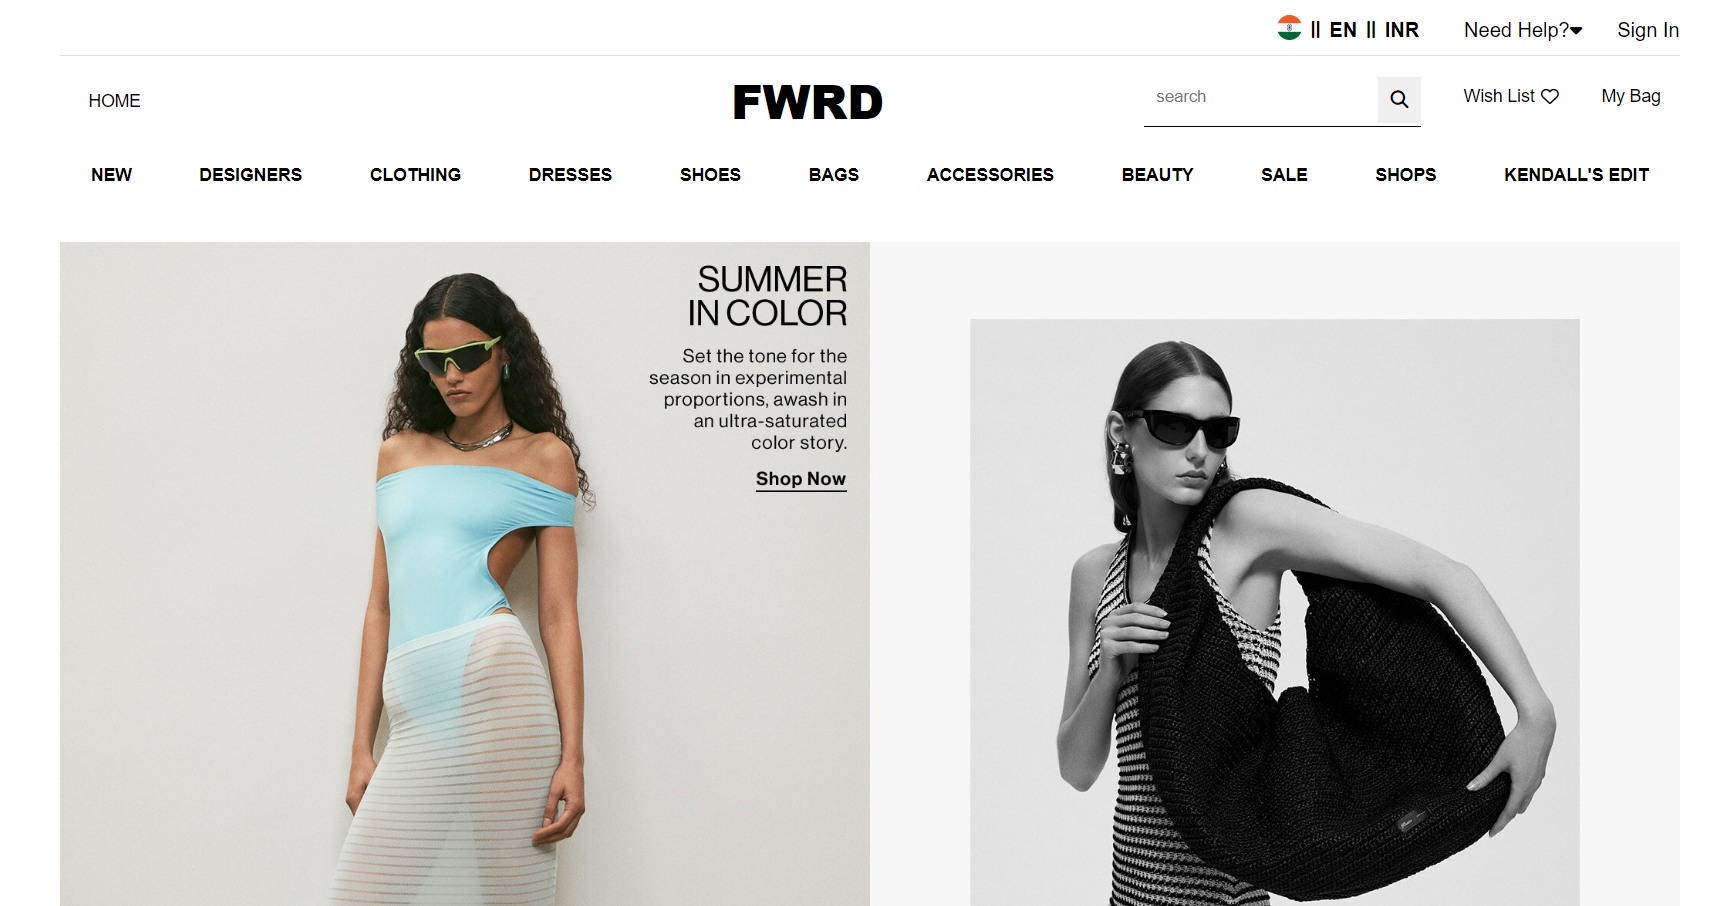 || EN || INR Need Help? Sign In
HOME FWRD search Wish List My Bag
NEW DESIGNERS CLOTHING DRESSES SHOES BAGS ACCESSORIES BEAUTY SALE SHOPS KENDALL'S EDIT
SUMMER
IN COLOR
Set the tone for the
season in experimental
proportions, awash in
an ultra-saturated
color story.
Shop Now